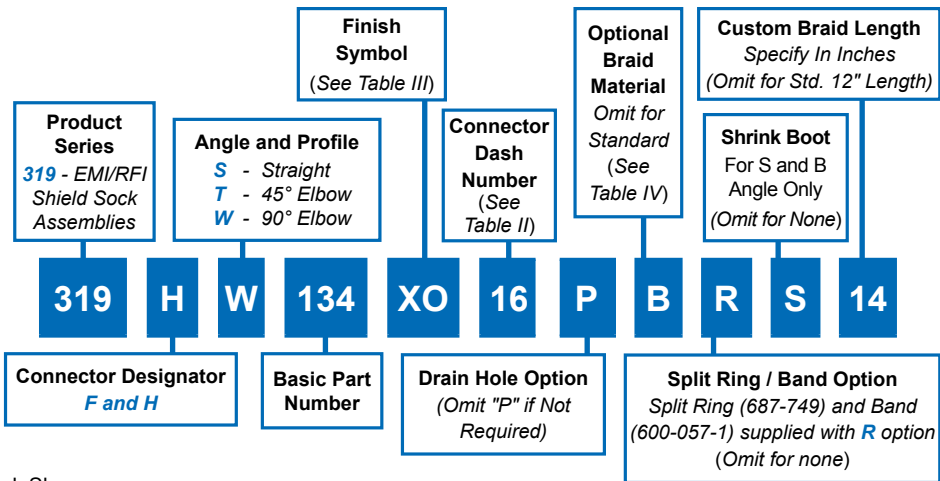 Product
Series
319 - EMI/RFI
Shield Sock
Assemblies
Angle and Profile
S - Straight
T - 45° Elbow
W - 90° Elbow
Finish
Symbol
(See Table III)
Connector
Dash
Number
(See
Table II)
Optional
Braid
Material
Omit for
Standard
(See
Table IV)
Shrink Boot
For S and B
Angle Only
(Omit for None)
Custom Braid Length
Specify In Inches
(Omit for Std. 12" Length)
319 H W 134 XO 16 P B R S 14
Connector Designator
F and H
Basic Part
Number
Drain Hole Option
(Omit "P" if Not
Required)
Split Ring / Band Option
Split Ring (687-749) and Band
(600-057-1) supplied with R option
(Omit for none)